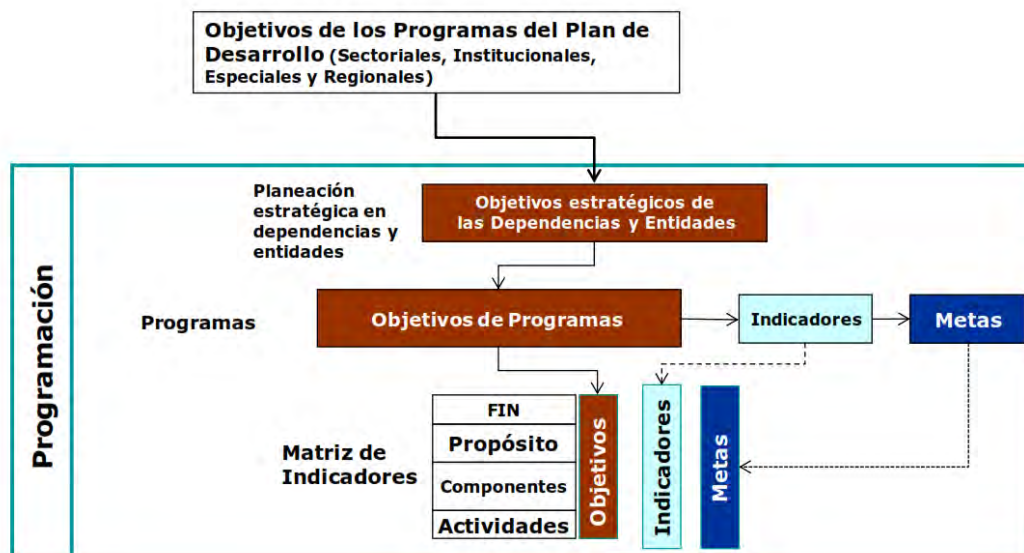 Objetivos de los Programas del Plan de
Desarrollo (Sectoriales, Institucionales,
Especiales y Regionales)
Programación
Planeación
estratégica en
dependencias y
entidades
Objetivos estratégicos de
las Dependencias y Entidades
Programas
Objetivos de Programas
Indicadores
Metas
Matriz de
Indicadores
FIN
Propósito
Componentes
Actividades
Objetivos
Indicadores
Metas